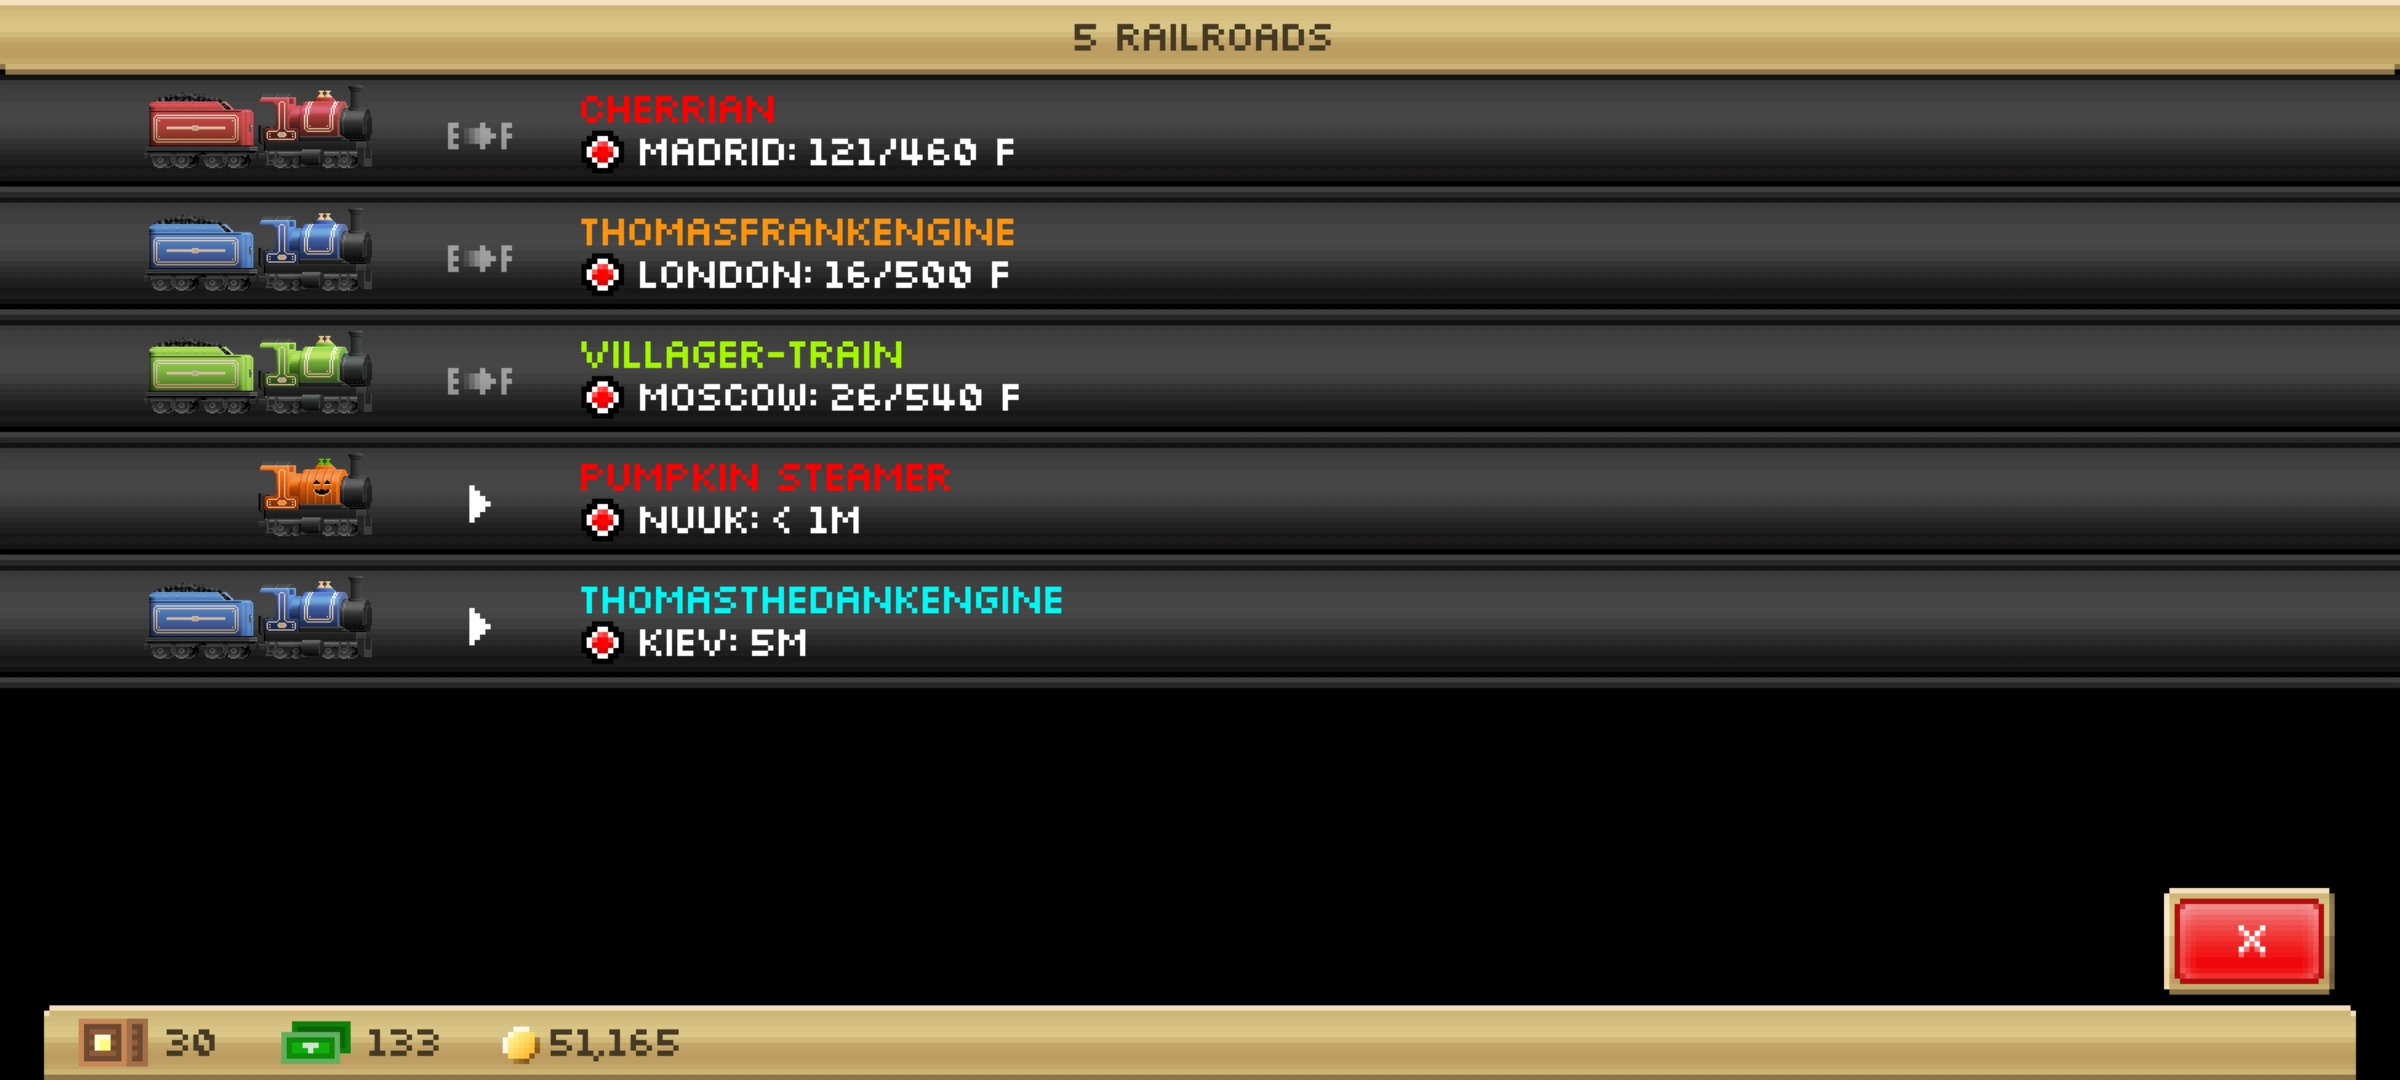 5 RAILROADS
CHERRIAN
E F
MADRID: 121/460 F
THOMASFRANKENGINE
E F
LONDON: 16/500 F
VILLAGER-TRAIN
E F
MOSCOW: 26/540 F
PUMPKIN STEAMER
NUUK: < 1M
THOMASTHEDANKENGINE
KIEV: 5M
X
30 133 51,165